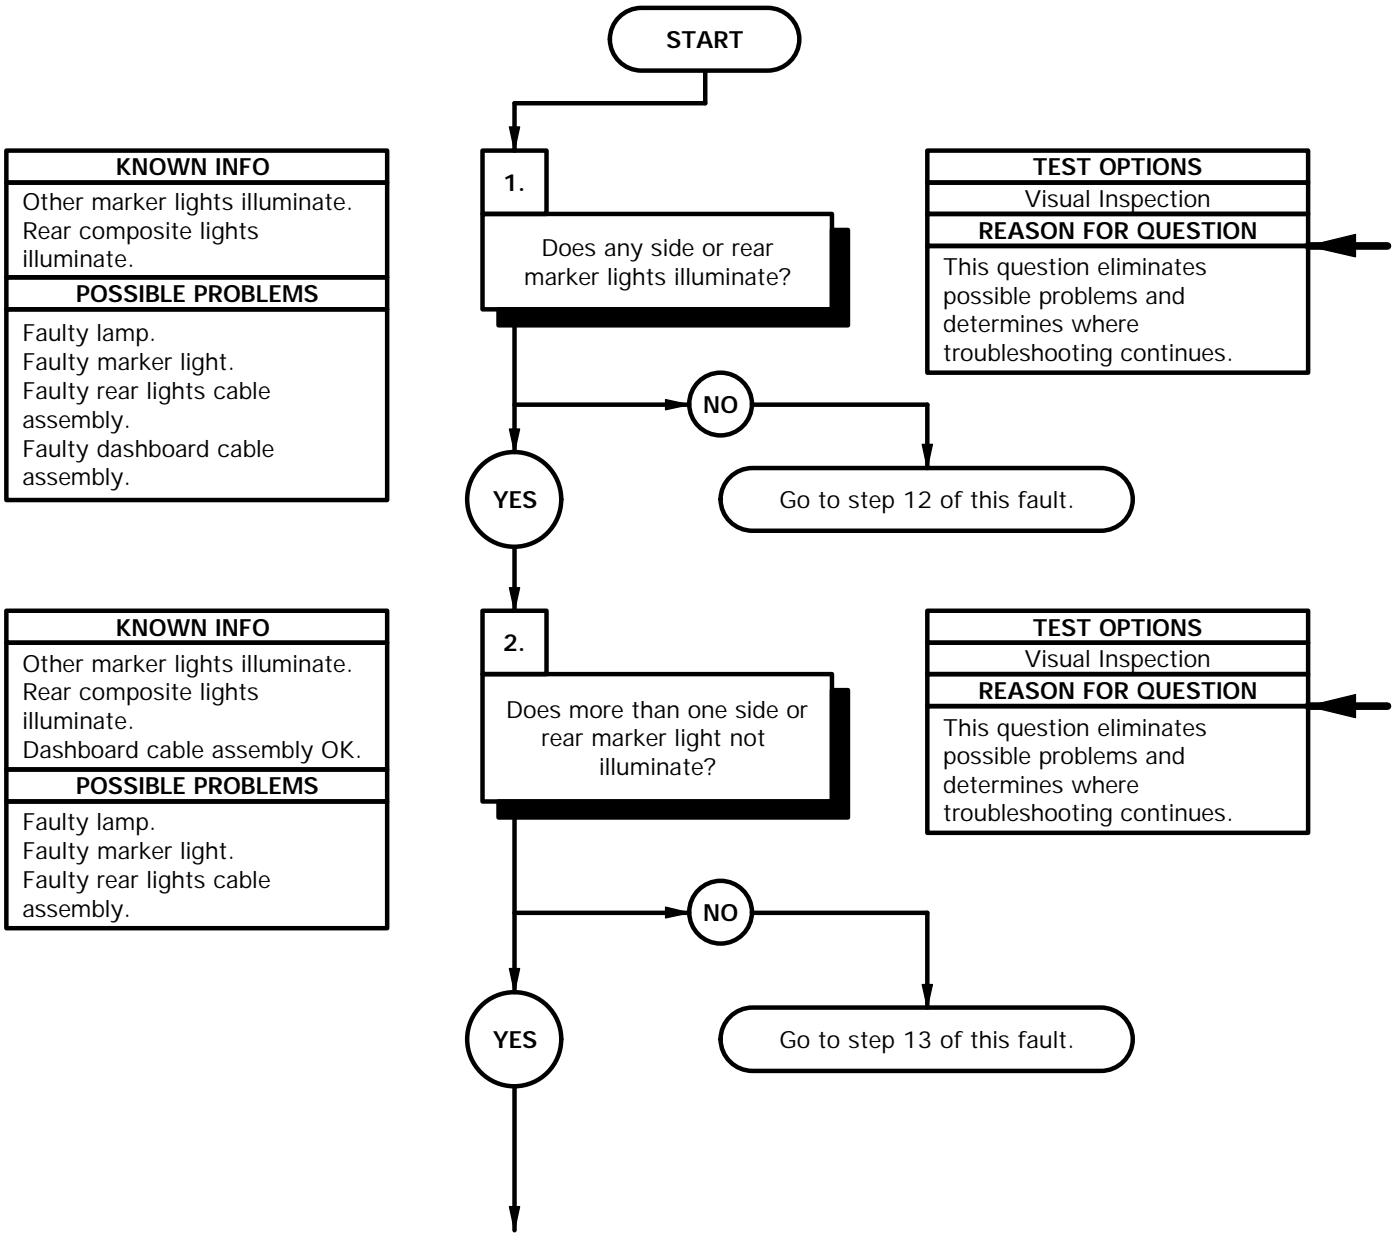 START
KNOWN INFO
Other marker lights illuminate.
Rear composite lights
illuminate.
POSSIBLE PROBLEMS
Faulty lamp.
Faulty marker light.
Faulty rear lights cable
assembly.
Faulty dashboard cable
assembly.
1.
Does any side or rear
marker lights illuminate?
TEST OPTIONS
Visual Inspection
REASON FOR QUESTION
This question eliminates
possible problems and
determines where
troubleshooting continues.
NO
YES
Go to step 12 of this fault.
KNOWN INFO
Other marker lights illuminate.
Rear composite lights
illuminate.
Dashboard cable assembly OK.
POSSIBLE PROBLEMS
Faulty lamp.
Faulty marker light.
Faulty rear lights cable
assembly.
2.
Does more than one side or
rear marker light not
illuminate?
TEST OPTIONS
Visual Inspection
REASON FOR QUESTION
This question eliminates
possible problems and
determines where
troubleshooting continues.
NO
YES
Go to step 13 of this fault.